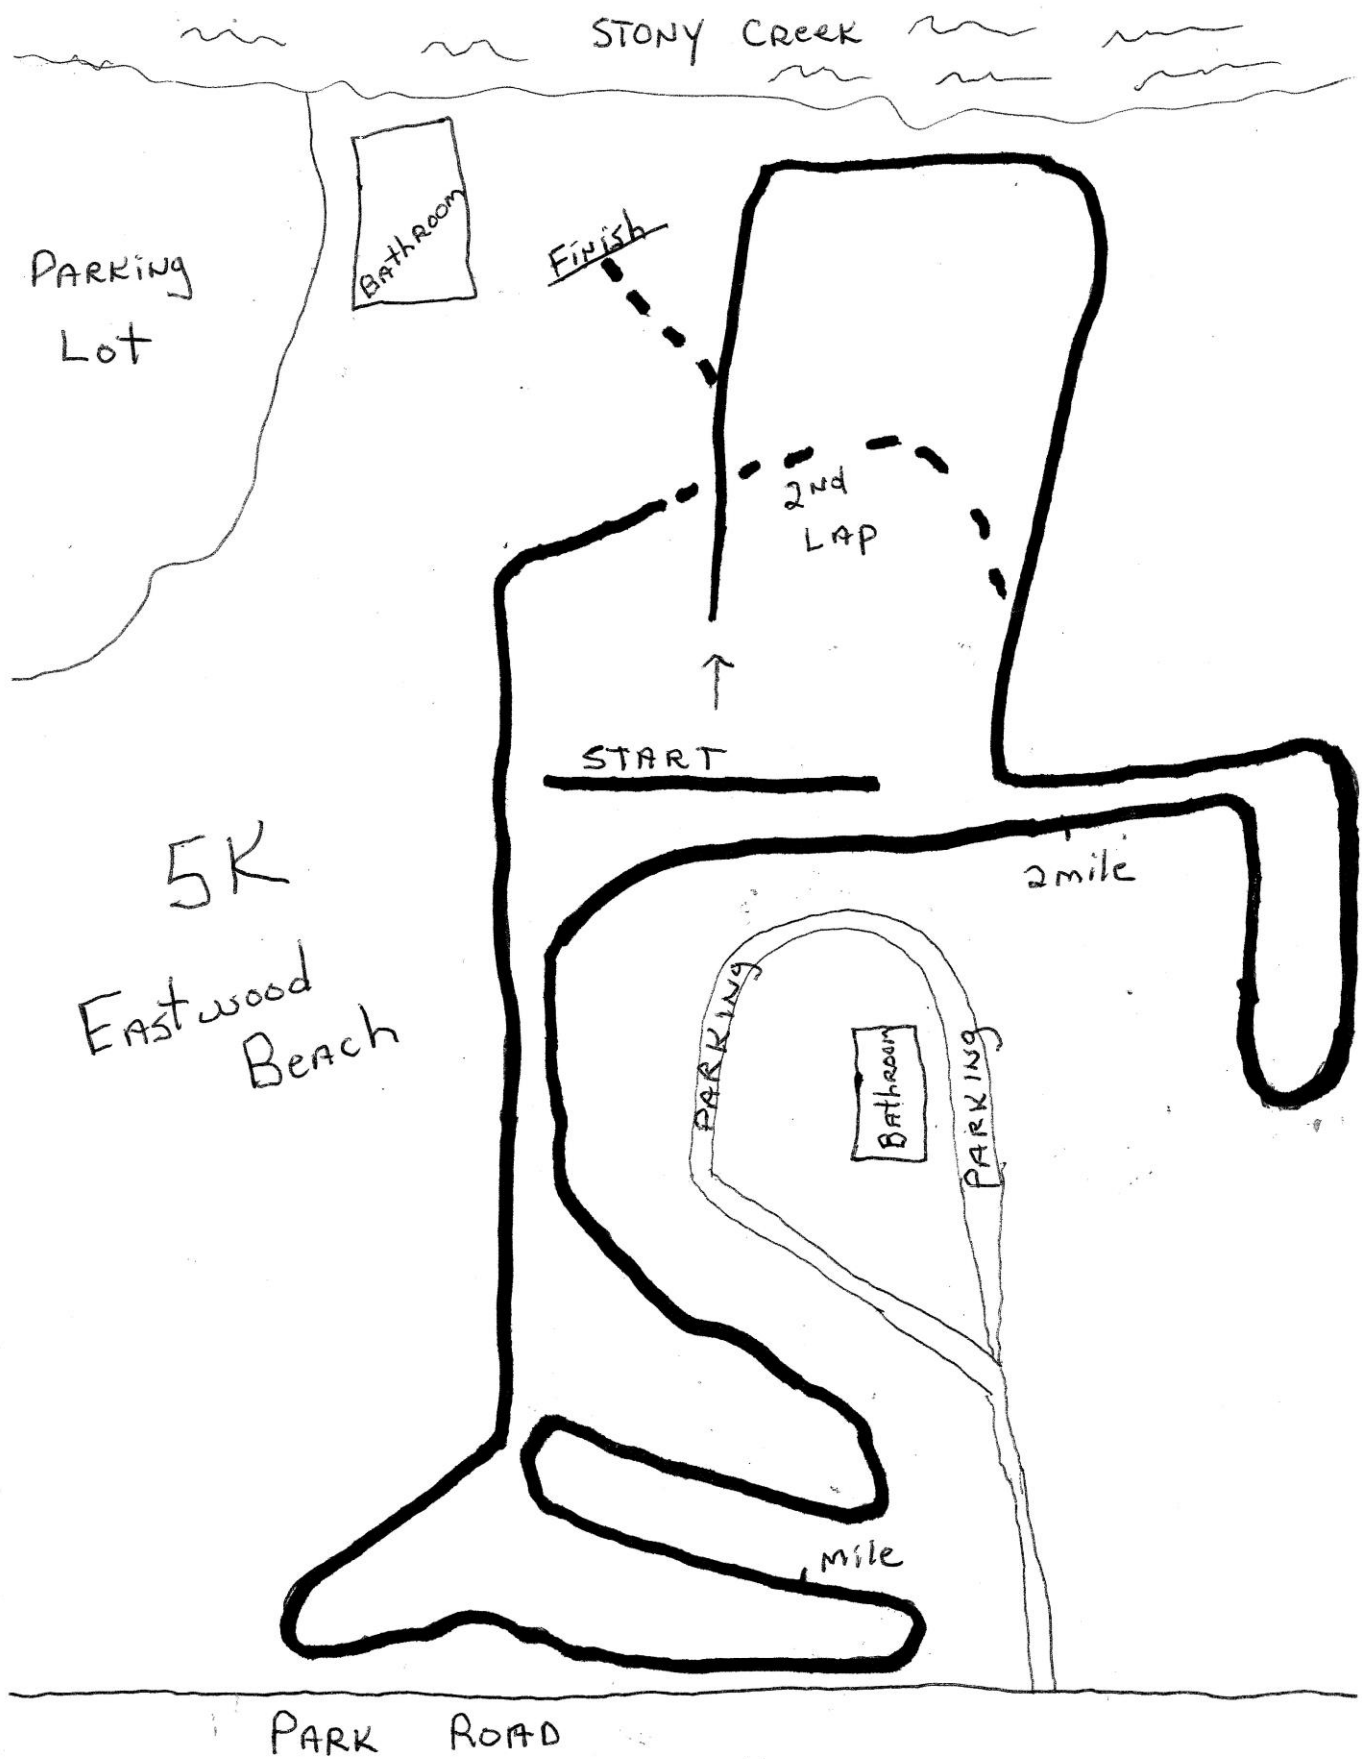 STONY CREEK
BAthROOM
FiNiSh
PARKiNg
Lot
2Nd
LAP
START
5K
2mile
EAStwood
BEACh
PARKING
BAthROOM
PARKING
mile
PARK ROAD